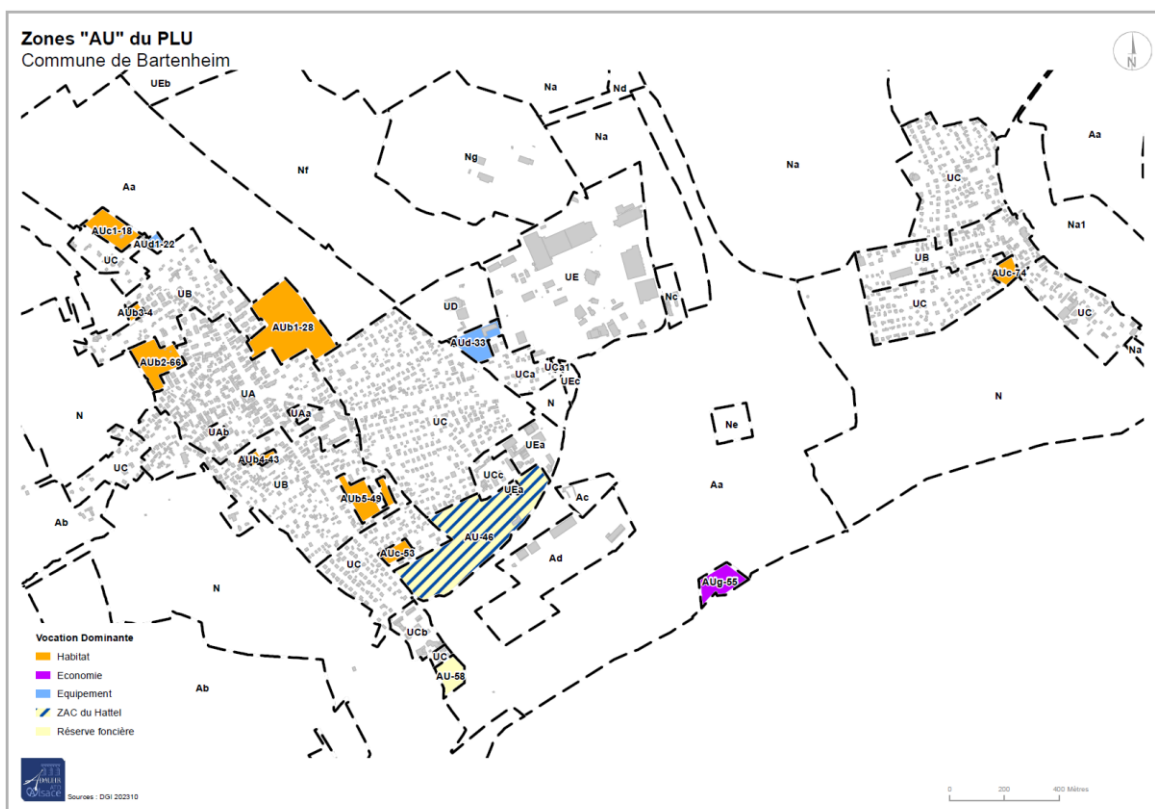 Zones "AU" du PLU
Commune de Bartenheim
N
UEb
Na
Nd
Na
Aa
Ng
Nf
Na
Aa
UC
Na1
AUc1-18
AUd1-22
UC
UB
UE
UB
AUc-74
UC
UC
Na
AUb3-4
UD
Nc
AUb1-28
AUd-33
AUb2-66
UCa
UCa1
UEc
N
UA
UAa
N
N
Ne
UAb
UC
UEa
AUb4-43
UC
UB
UCc
UEa
Aa
AUb5-49
Ac
Ab
AU-46
AUc-53
Ad
UC
AUg-55
N
UCb
UC
AU-58
Ab
Vocation Dominante
Habitat
Economie
Equipement
ZAC du Hattel
Réserve foncière
Sources : DGI 202310
0 200 400 Mètres